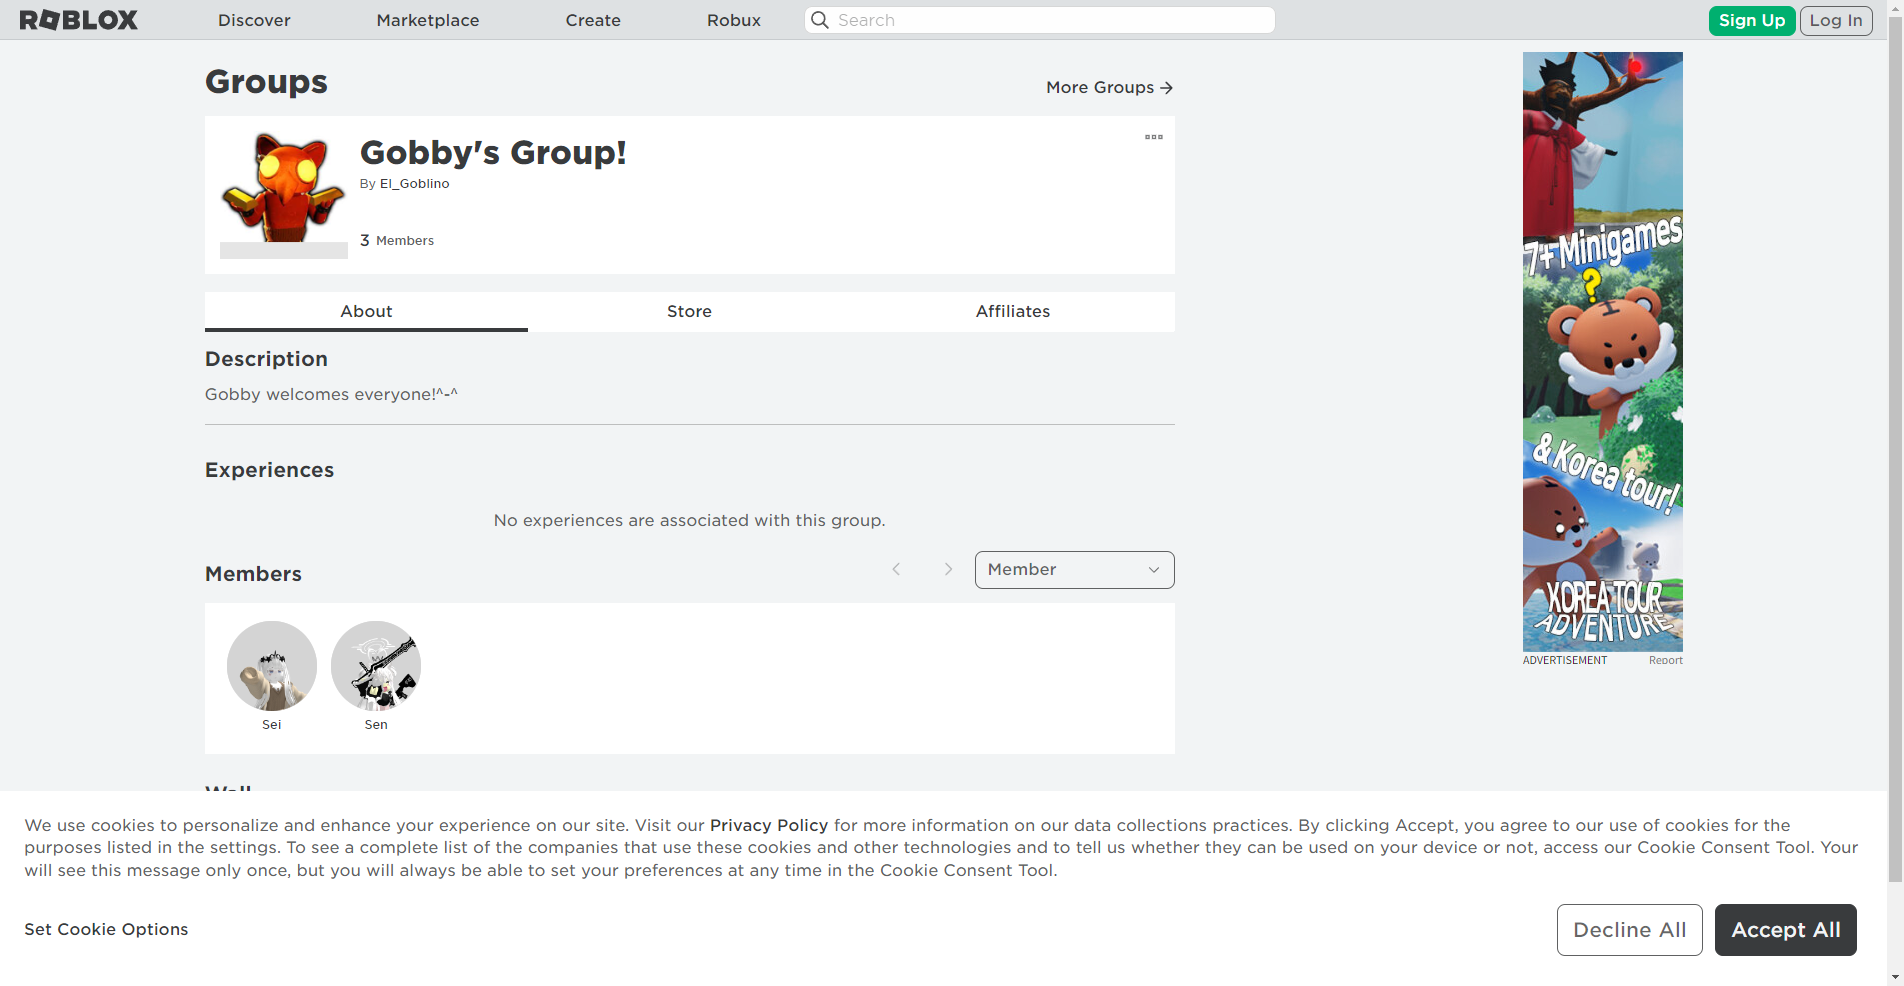 ROBLOX
Discover
Marketplace
Create
Robux
Search
Sign Up
Log In
Groups
More Groups →
Gobby's Group!
By El_Goblino
3 Members
About
Store
Affiliates
Description
Gobby welcomes everyone!^-^
Experiences
No experiences are associated with this group.
Members
Member
Sei
Sen
Wall
7+ Minigames
?
& Korea tour!
KOREA TOUR
ADVENTURE
ADVERTISEMENT
Report
We use cookies to personalize and enhance your experience on our site. Visit our Privacy Policy for more information on our data collections practices. By clicking Accept, you agree to our use of cookies for the
purposes listed in the settings. To see a complete list of the companies that use these cookies and other technologies and to tell us whether they can be used on your device or not, access our Cookie Consent Tool. Your
will see this message only once, but you will always be able to set your preferences at any time in the Cookie Consent Tool.
Set Cookie Options
Decline All
Accept All